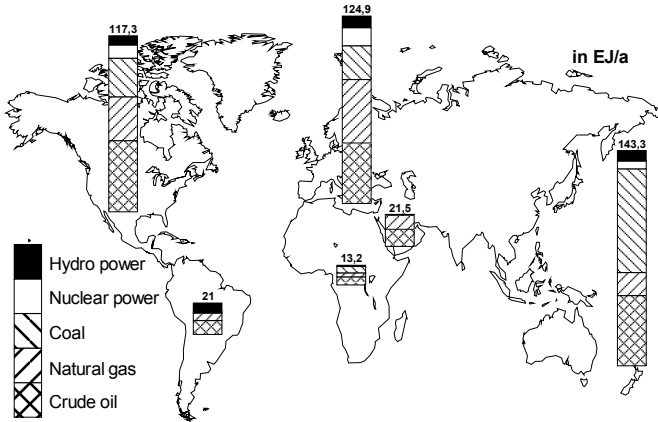 124,9
117,3
in EJ/a
143,3
21,5
13,2
21
Hydro power
Nuclear power
Coal
Natural gas
Crude oil